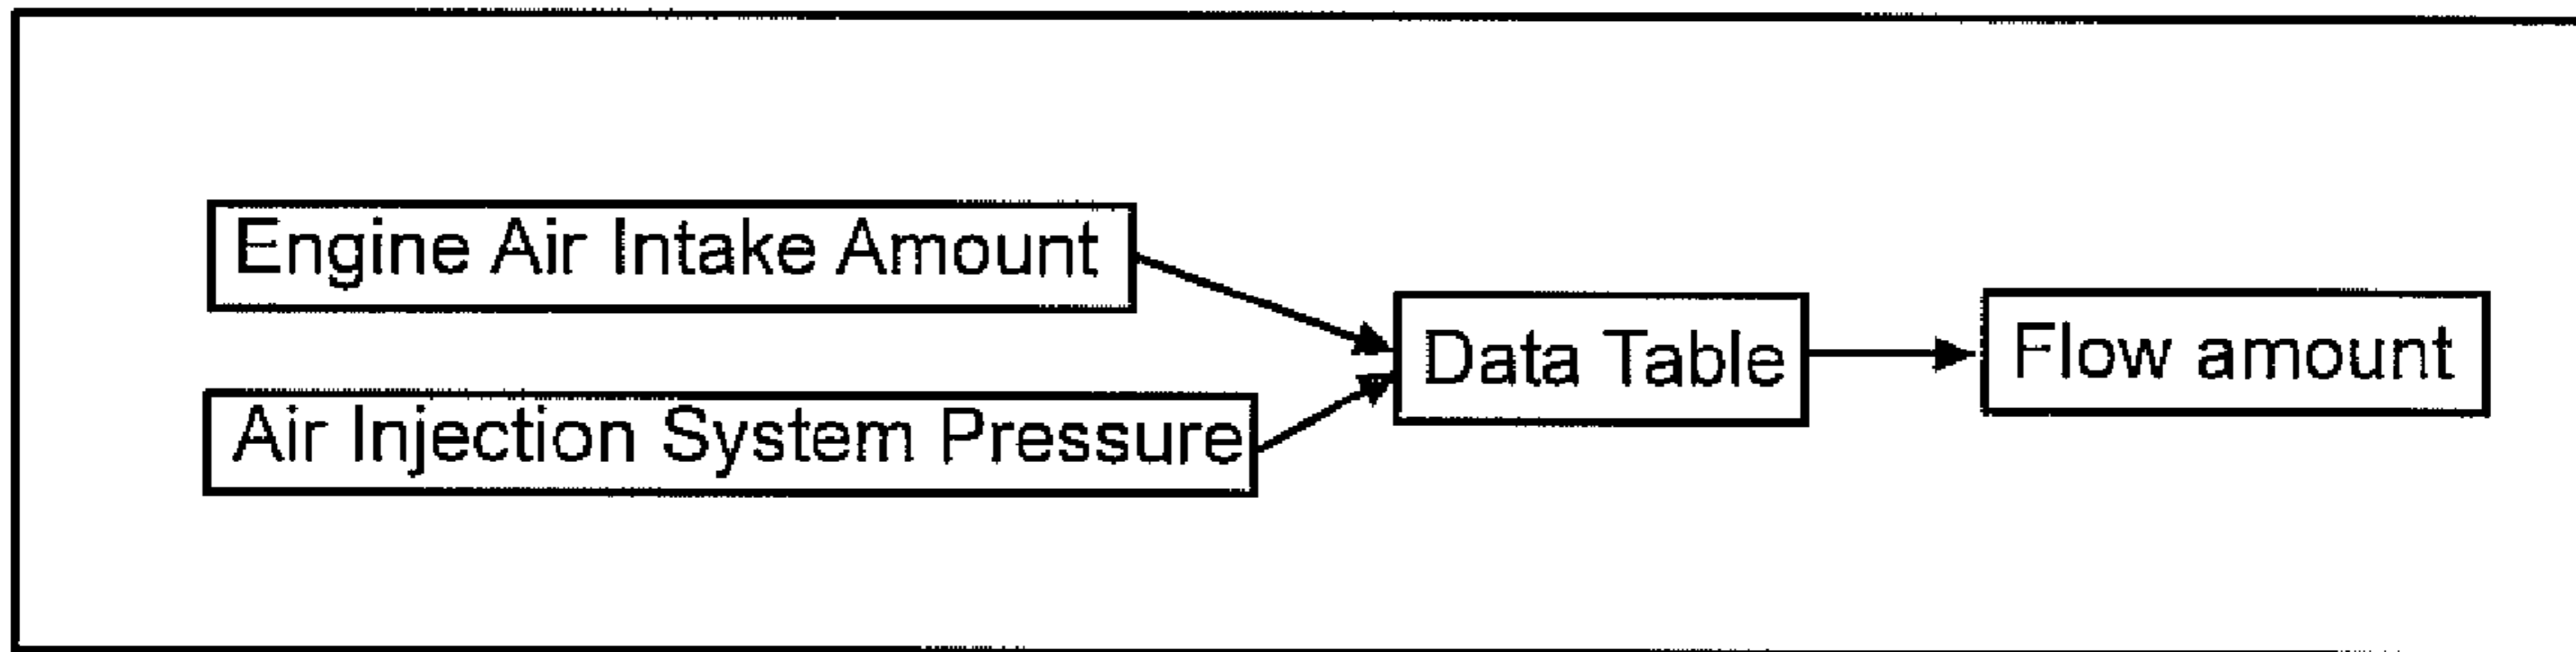 Engine Air Intake Amount
Air Injection System Pressure
Data Table
Flow amount